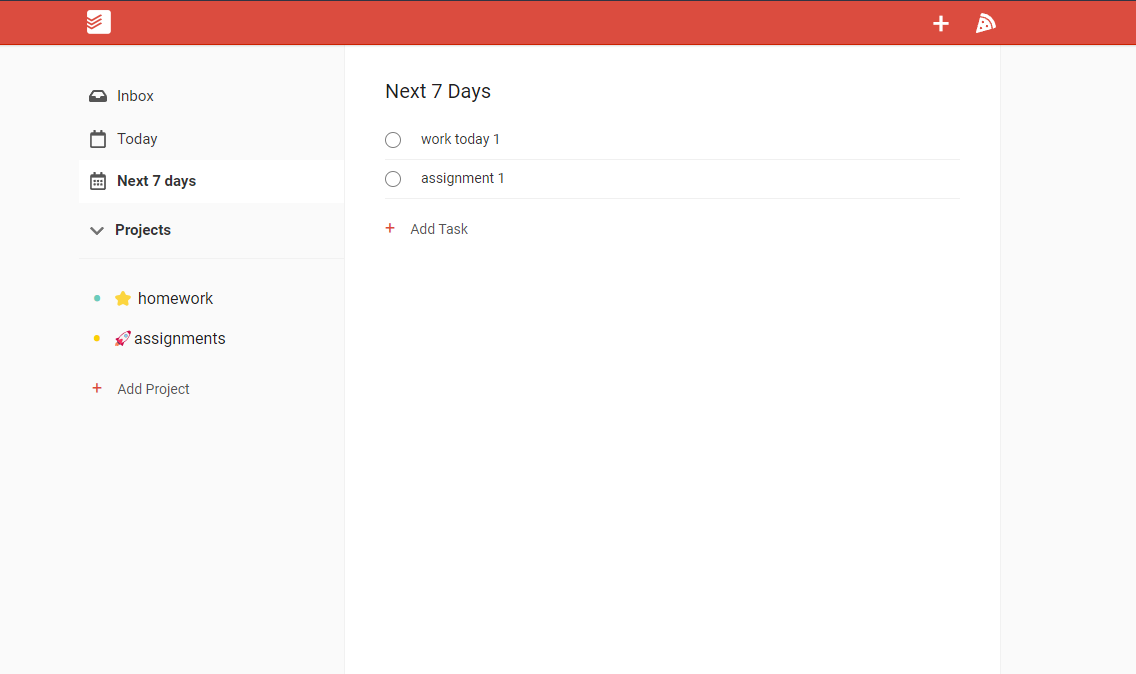 Inbox
Today
Next 7 days
Projects
⭐ homework
🚀assignments
+ Add Project
Next 7 Days
work today 1
assignment 1
+ Add Task